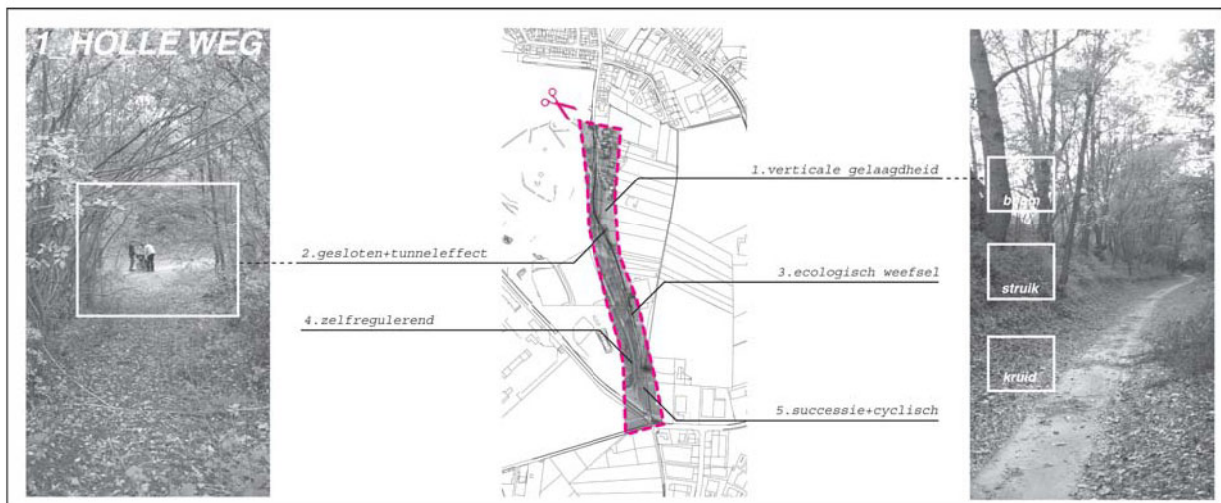 1_HOLLE WEG
1.verticale gelaagdheid
2.gesloten+tunneleffect
3.ecologisch weefsel
4.zelfregulerend
5.successie+cyclisch
boom
struik
kruid